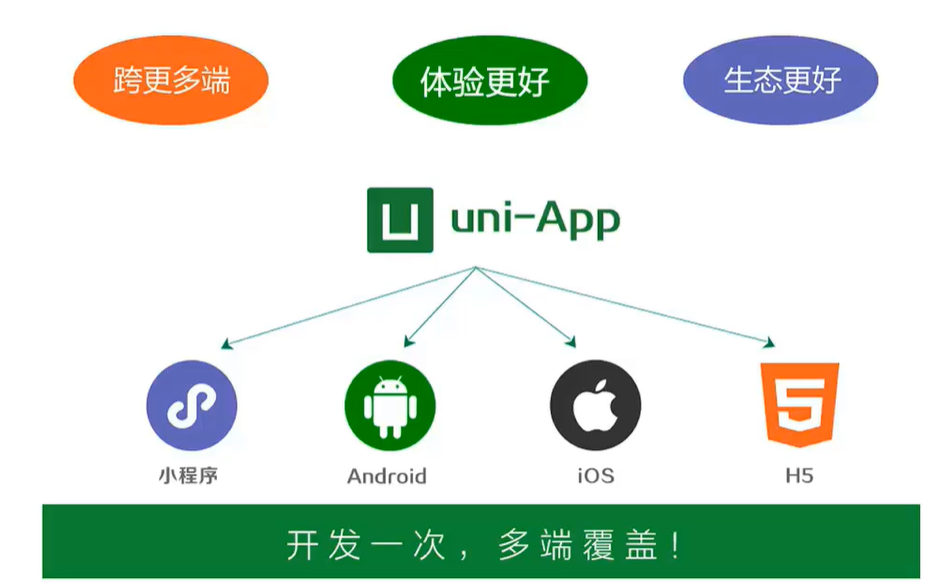 跨更多端
体验更好
生态更好
uni-App
小程序
Android
iOS
H5
开发一次，多端覆盖！